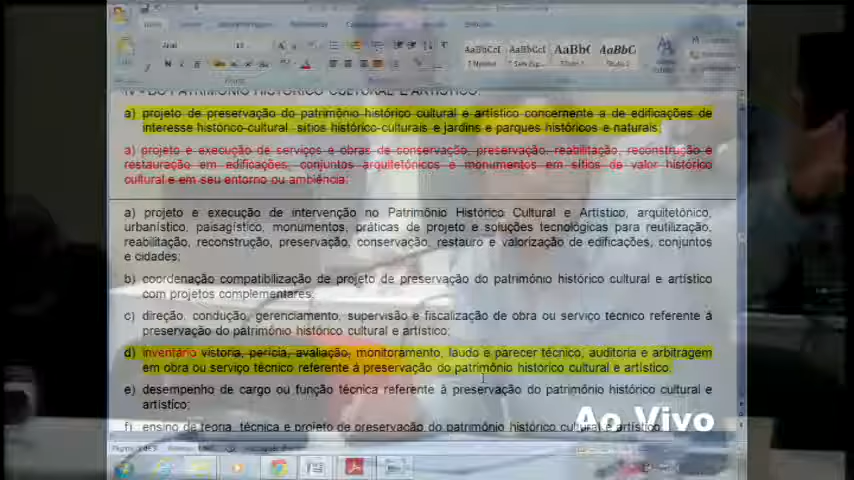 Arial
AaBbCcI AaBbCcI AaBbC AaBbC
IV - DO PATRIMÔNIO HISTÓRICO CULTURAL E ARTÍSTICO:
a) projeto de preservação do patrimônio histórico cultural e artístico concernente a de edificações de
interesse histórico-cultural sítios histórico-culturais e jardins e parques históricos e naturais;
a) projeto e execução de serviços e obras de conservação, preservação, reabilitação, reconstrução e
restauração em edificações, conjuntos arquitetônicos e monumentos em sítios de valor histórico
cultural e em seu entorno ou ambiência;
a) projeto e execução de intervenção no Patrimônio Histórico Cultural e Artístico, arquitetônico,
urbanístico, paisagístico, monumentos, práticas de projeto e soluções tecnológicas para reutilização,
reabilitação, reconstrução, preservação, conservação, restauro e valorização de edificações, conjuntos
e cidades;
b) coordenação compatibilização de projeto de preservação do patrimônio histórico cultural e artístico
com projetos complementares;
c) direção, condução, gerenciamento, supervisão e fiscalização de obra ou serviço técnico referente à
preservação do patrimônio histórico cultural e artístico;
d) inventário vistoria, perícia, avaliação, monitoramento, laudo e parecer técnico, auditoria e arbitragem
em obra ou serviço técnico referente à preservação do patrimônio histórico cultural e artístico.
e) desempenho de cargo ou função técnica referente à preservação do patrimônio histórico cultural e
artístico;
f) ensino de teoria, técnica e projeto de preservação do patrimônio histórico cultural e artístico
Ao Vivo